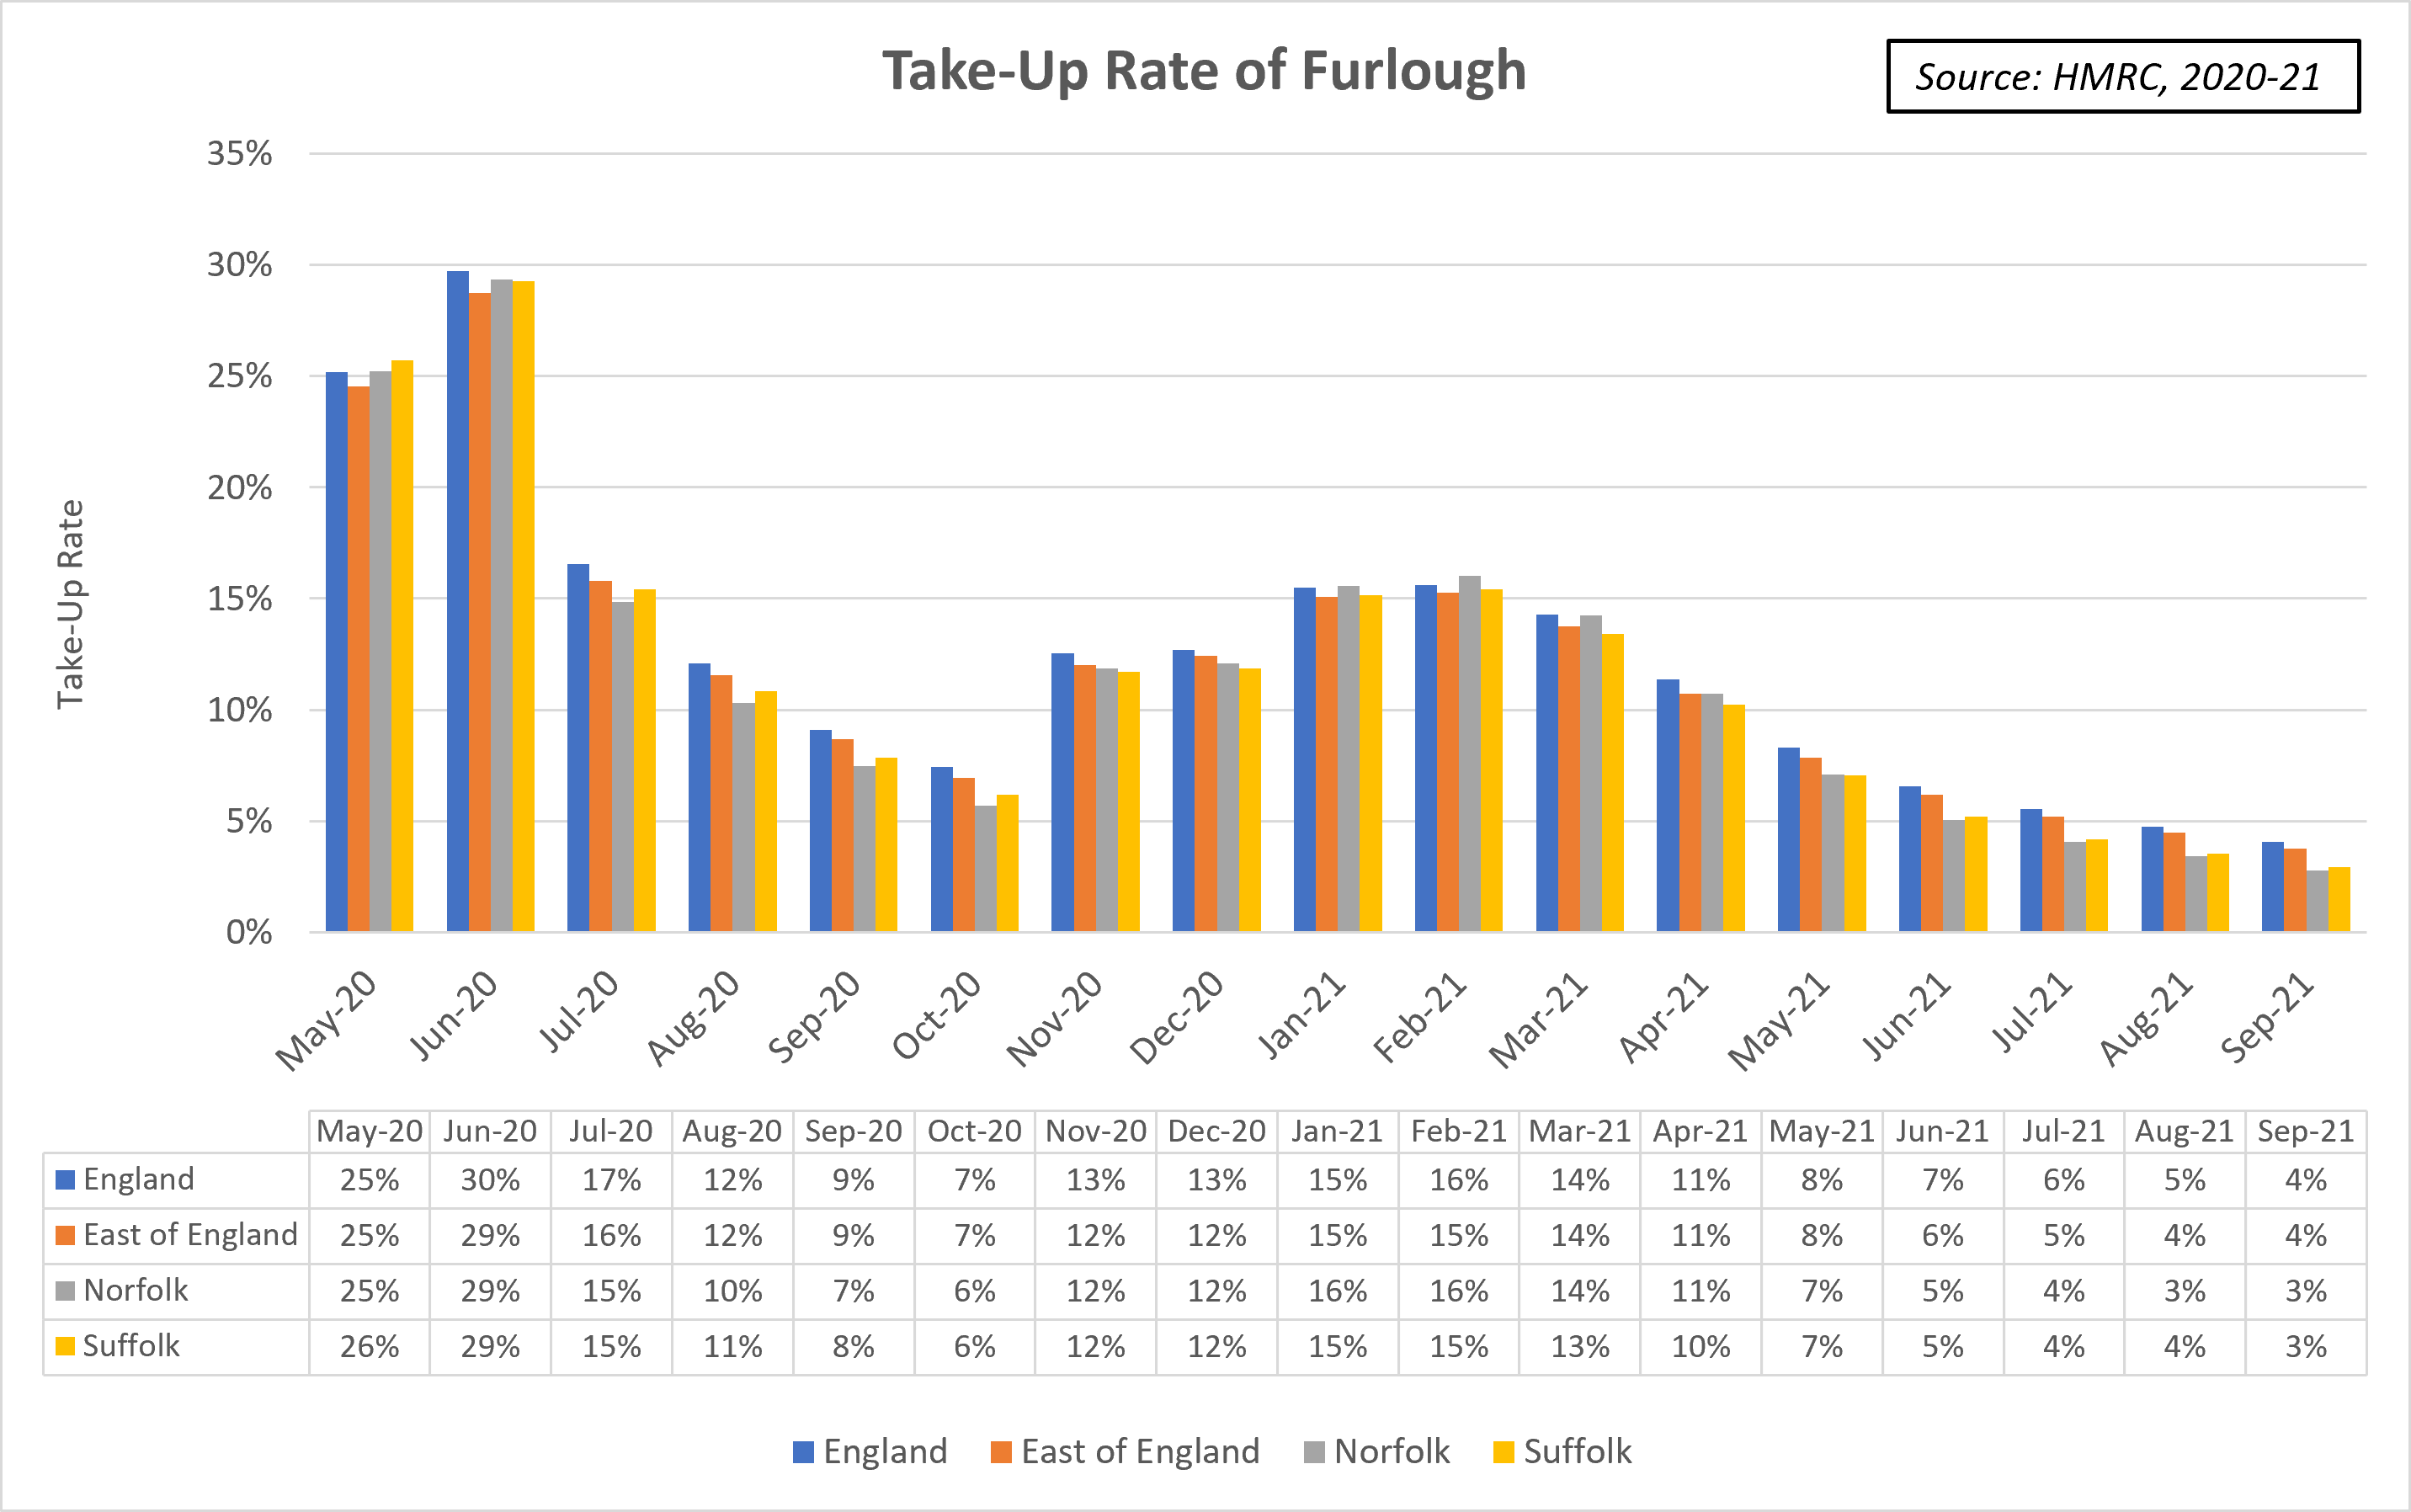 Take-Up Rate of Furlough
Source: HMRC, 2020-21
35%
30%
25%
20%
15%
10%
5%
0%
Take-Up Rate
May-20 Jun-20 Jul-20 Aug-20 Sep-20 Oct-20 Nov-20 Dec-20 Jan-21 Feb-21 Mar-21 Apr-21 May-21 Jun-21 Jul-21 Aug-21 Sep-21
May-20 Jun-20 Jul-20 Aug-20 Sep-20 Oct-20 Nov-20 Dec-20 Jan-21 Feb-21 Mar-21 Apr-21 May-21 Jun-21 Jul-21 Aug-21 Sep-21
England 25% 30% 17% 12% 9% 7% 13% 13% 15% 16% 14% 11% 8% 7% 6% 5% 4%
East of England 25% 29% 16% 12% 9% 7% 12% 12% 15% 15% 14% 11% 8% 6% 5% 4% 4%
Norfolk 25% 29% 15% 10% 7% 6% 12% 12% 16% 16% 14% 11% 7% 5% 4% 3% 3%
Suffolk 26% 29% 15% 11% 8% 6% 12% 12% 15% 15% 13% 10% 7% 5% 4% 4% 3%
England East of England Norfolk Suffolk